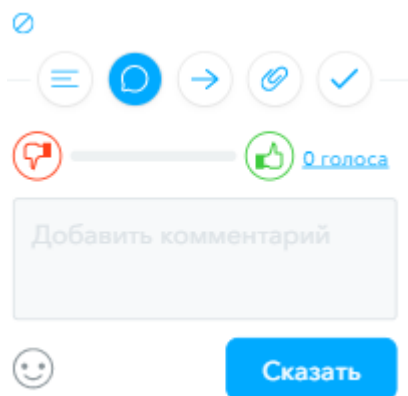 0 голоса
Добавить комментарий
Сказать